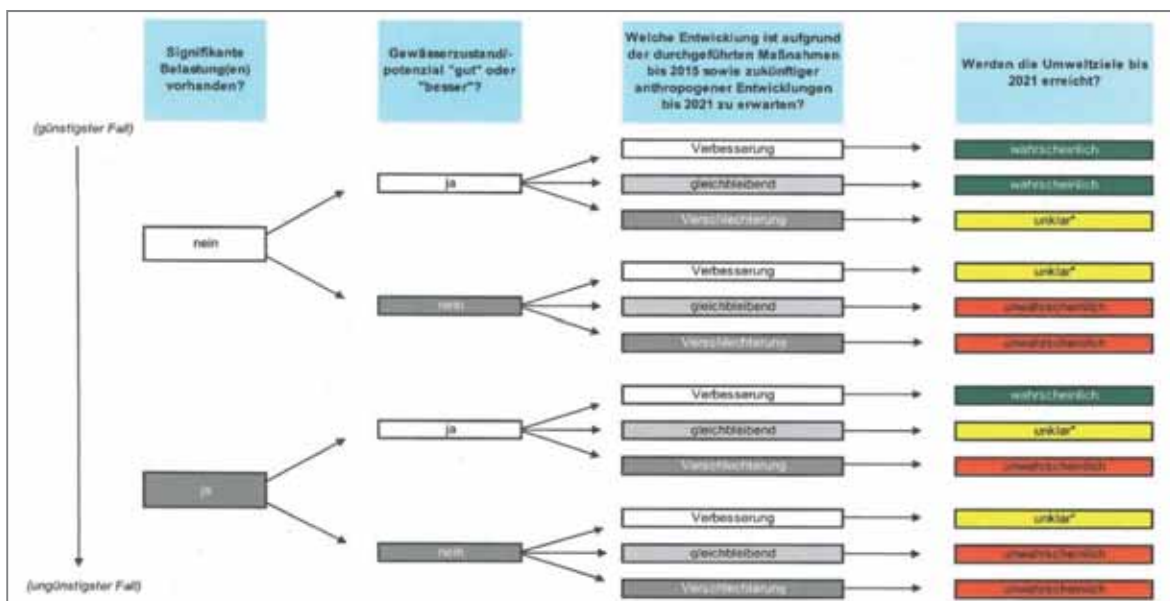 Signifikante
Belastung(en)
vorhanden?
Gewässerzustand/-
potenzial "gut" oder
"besser"?
Welche Entwicklung ist aufgrund
der durchgeführten Maßnahmen
bis 2015 sowie zukünftiger
anthropogener Entwicklungen
bis 2021 zu erwarten?
Werden die Umweltziele bis
2021 erreicht?
(günstigster Fall)
nein
ja
Verbesserung
wahrscheinlich
gleichbleibend
wahrscheinlich
Verschlechterung
unklar*
nein
Verbesserung
unklar*
gleichbleibend
unwahrscheinlich
Verschlechterung
unwahrscheinlich
ja
ja
Verbesserung
wahrscheinlich
gleichbleibend
unklar*
Verschlechterung
unwahrscheinlich
nein
Verbesserung
unklar*
gleichbleibend
unwahrscheinlich
Verschlechterung
unwahrscheinlich
(ungünstigster Fall)